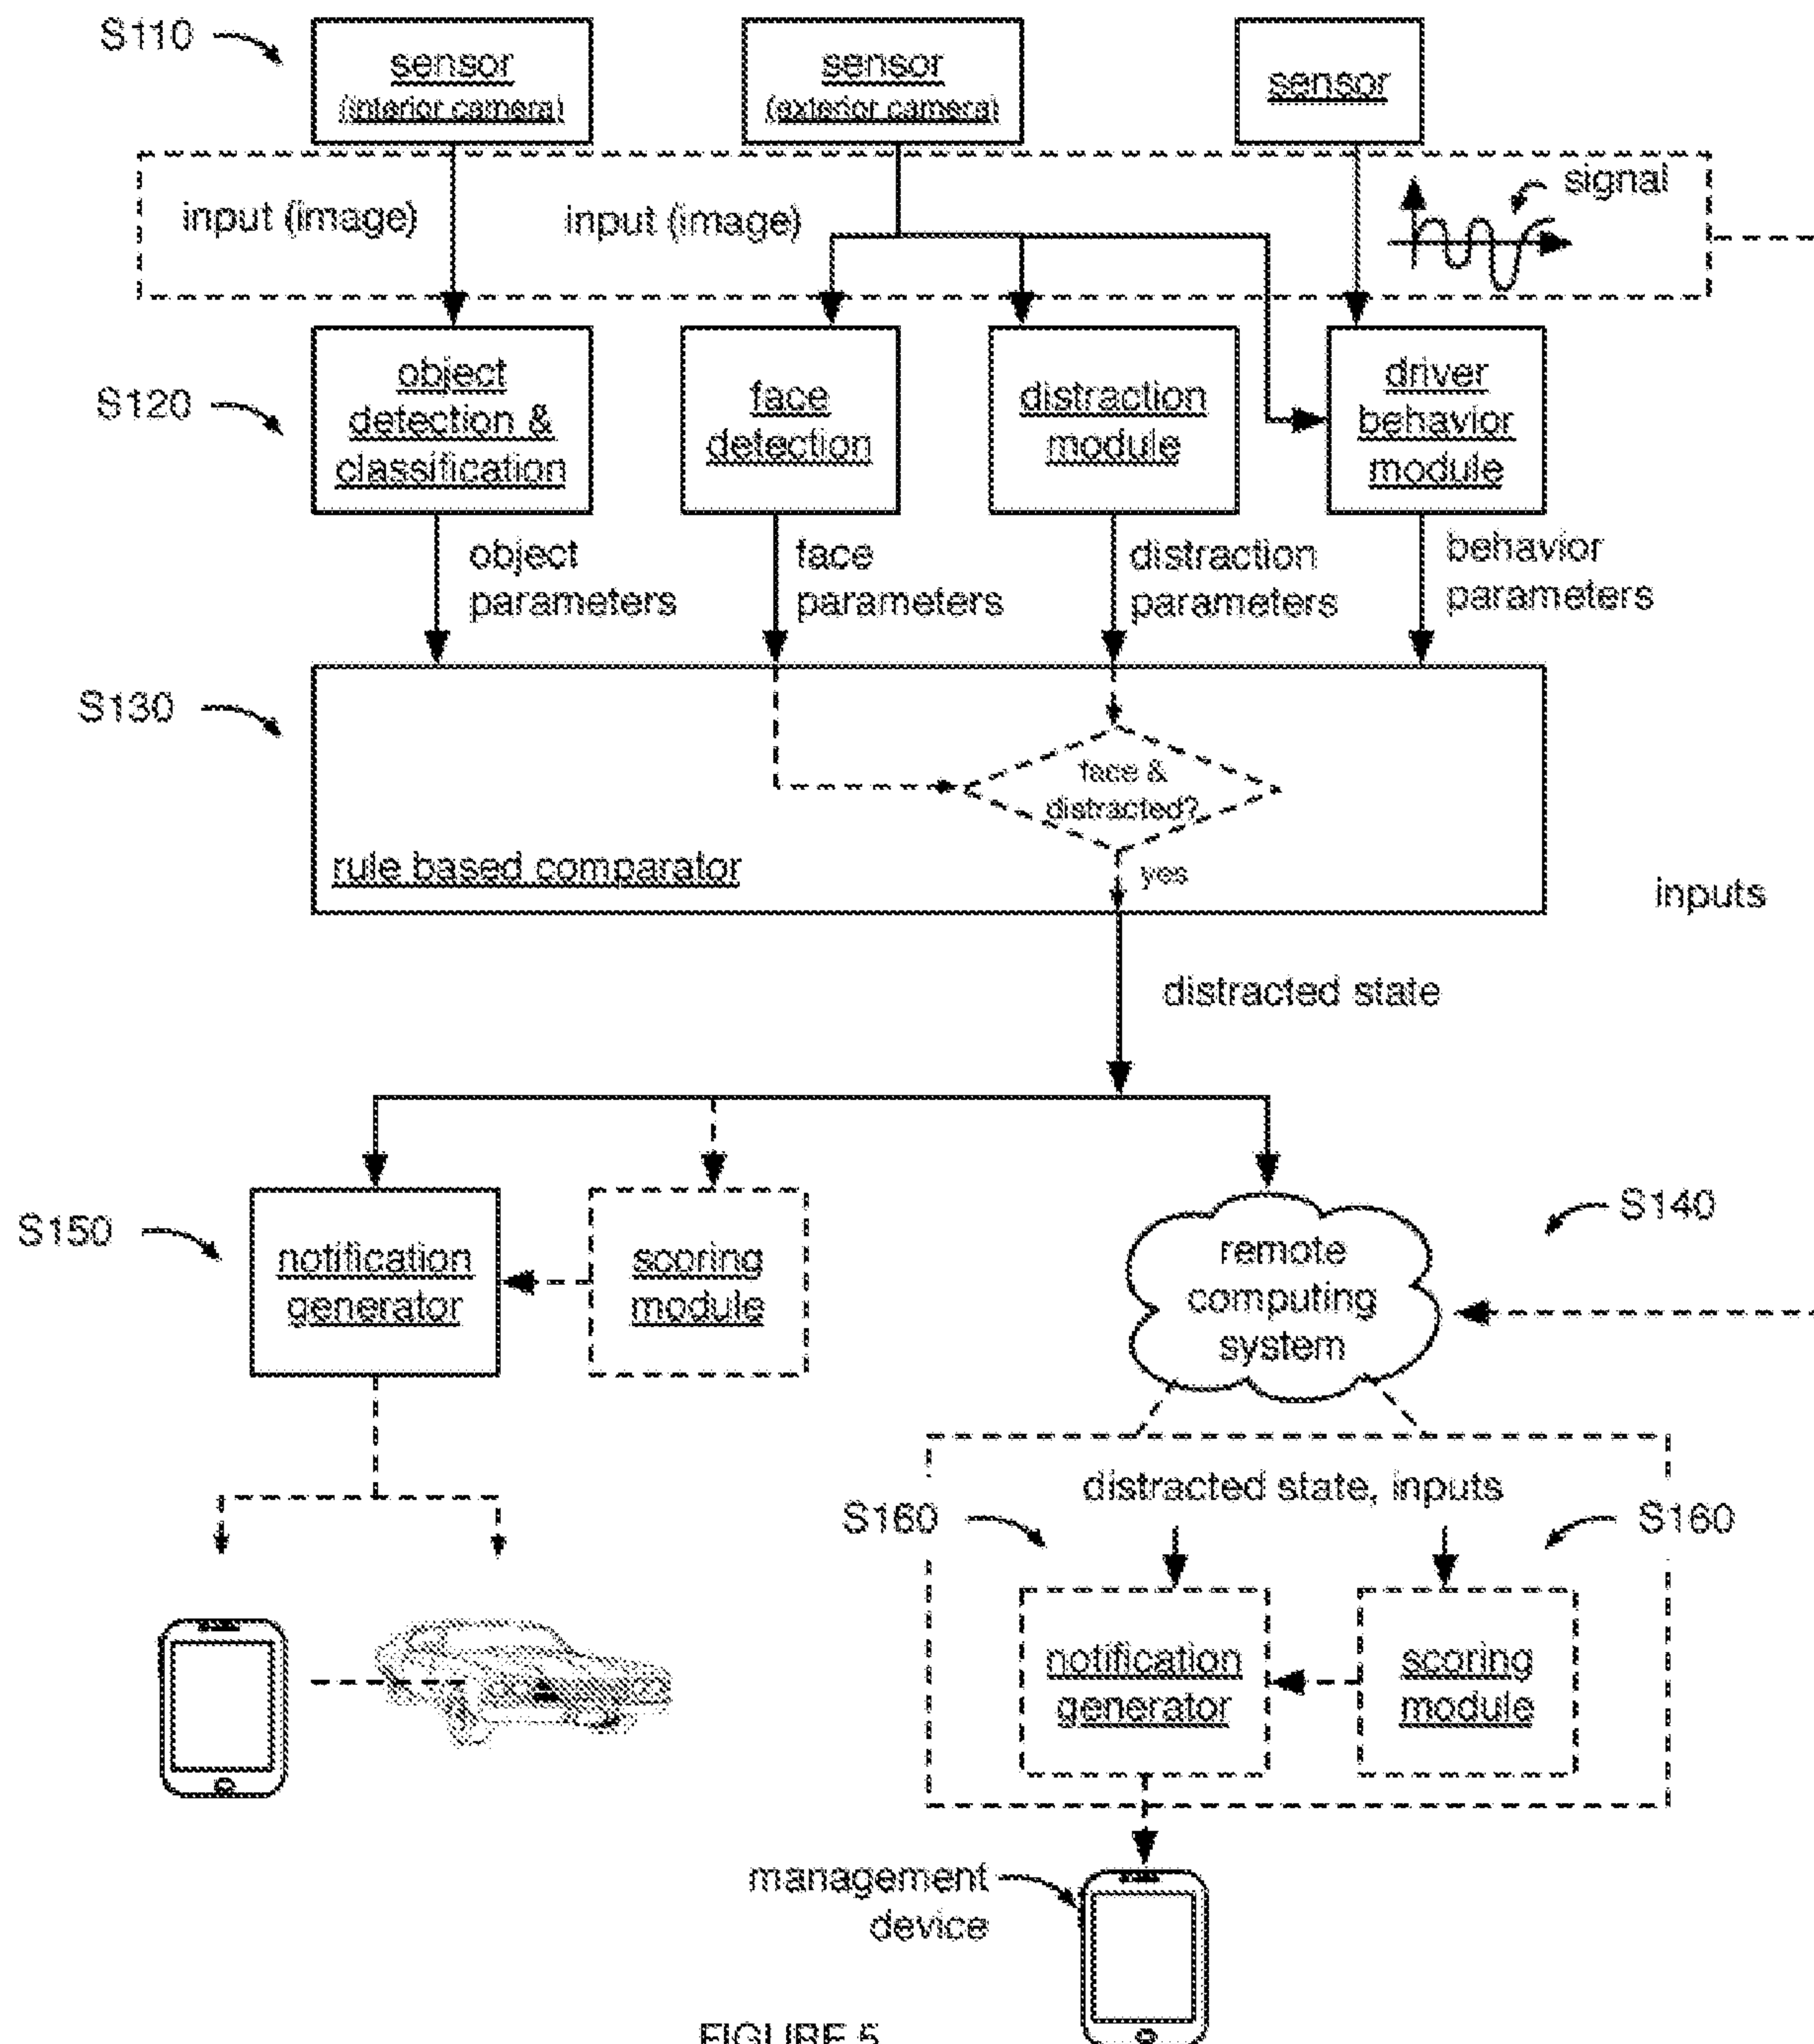 S110
sensor
(interior camera)
sensor
(exterior camera)
sensor
input (image)
input (image)
signal
S120
object
detection &
classification
face
detection
distraction
module
driver
behavior
module
object
parameters
face
parameters
distraction
parameters
behavior
parameters
S130
face &
distracted?
rule based comparator
yes
inputs
distracted state
S150
notification
generator
scoring
module
remote
computing
system
S140
distracted state, inputs
S160
S160
notification
generator
scoring
module
management
device
FIGURE 5